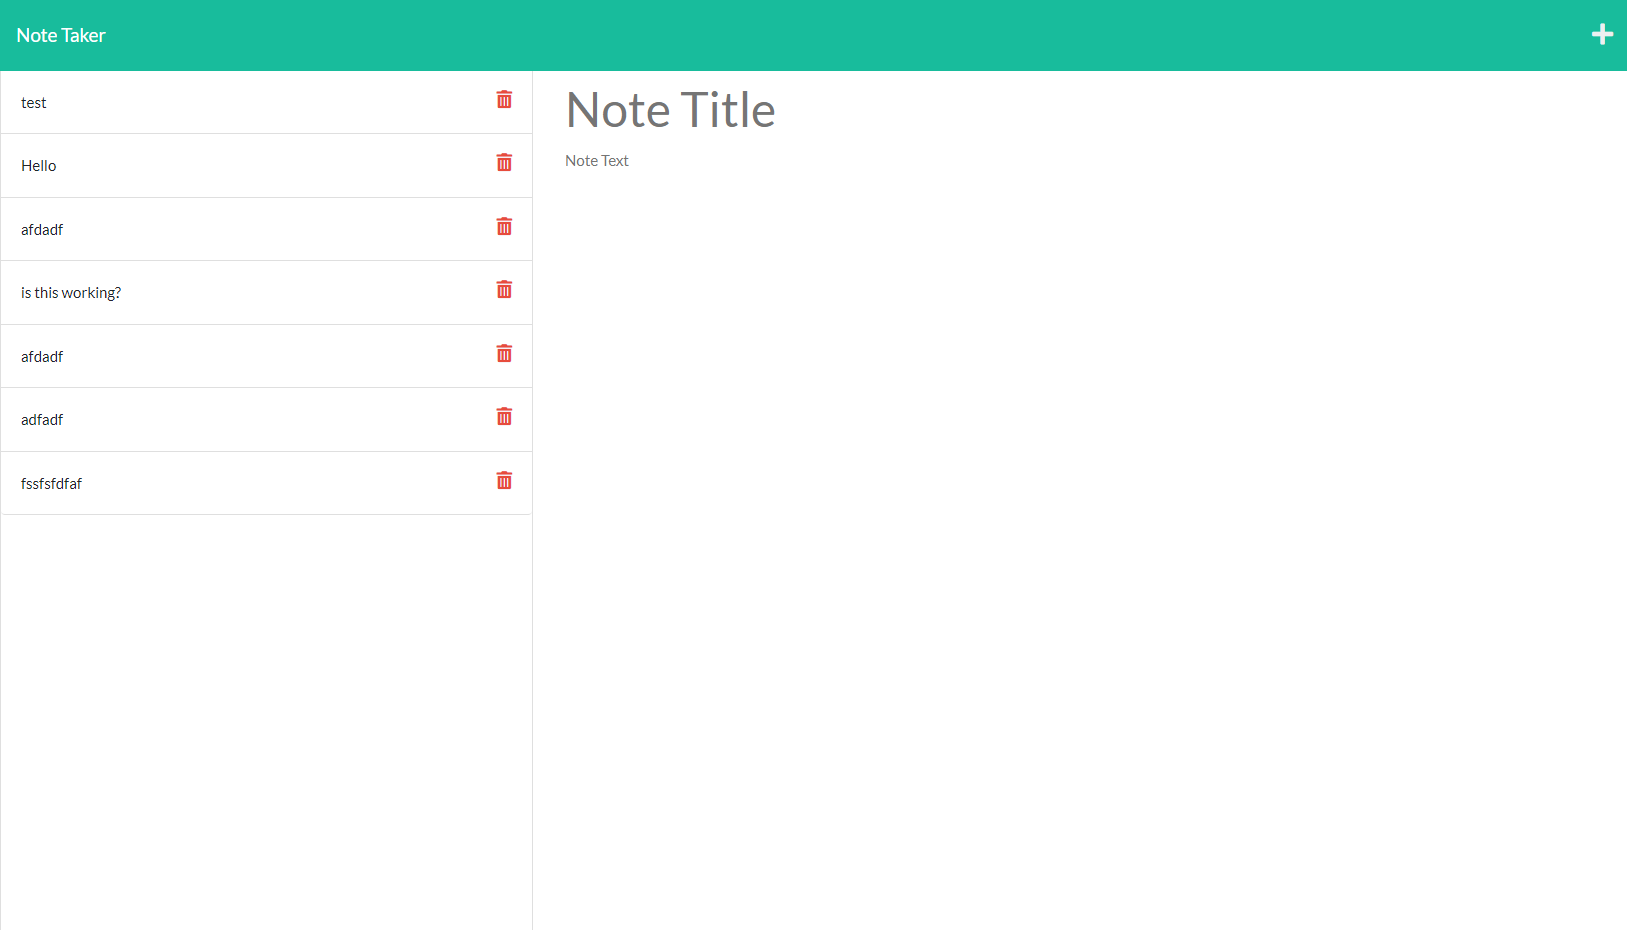 Note Taker
test
Hello
afdadf
is this working?
afdadf
adfadf
fssfsfdfaf
Note Title
Note Text